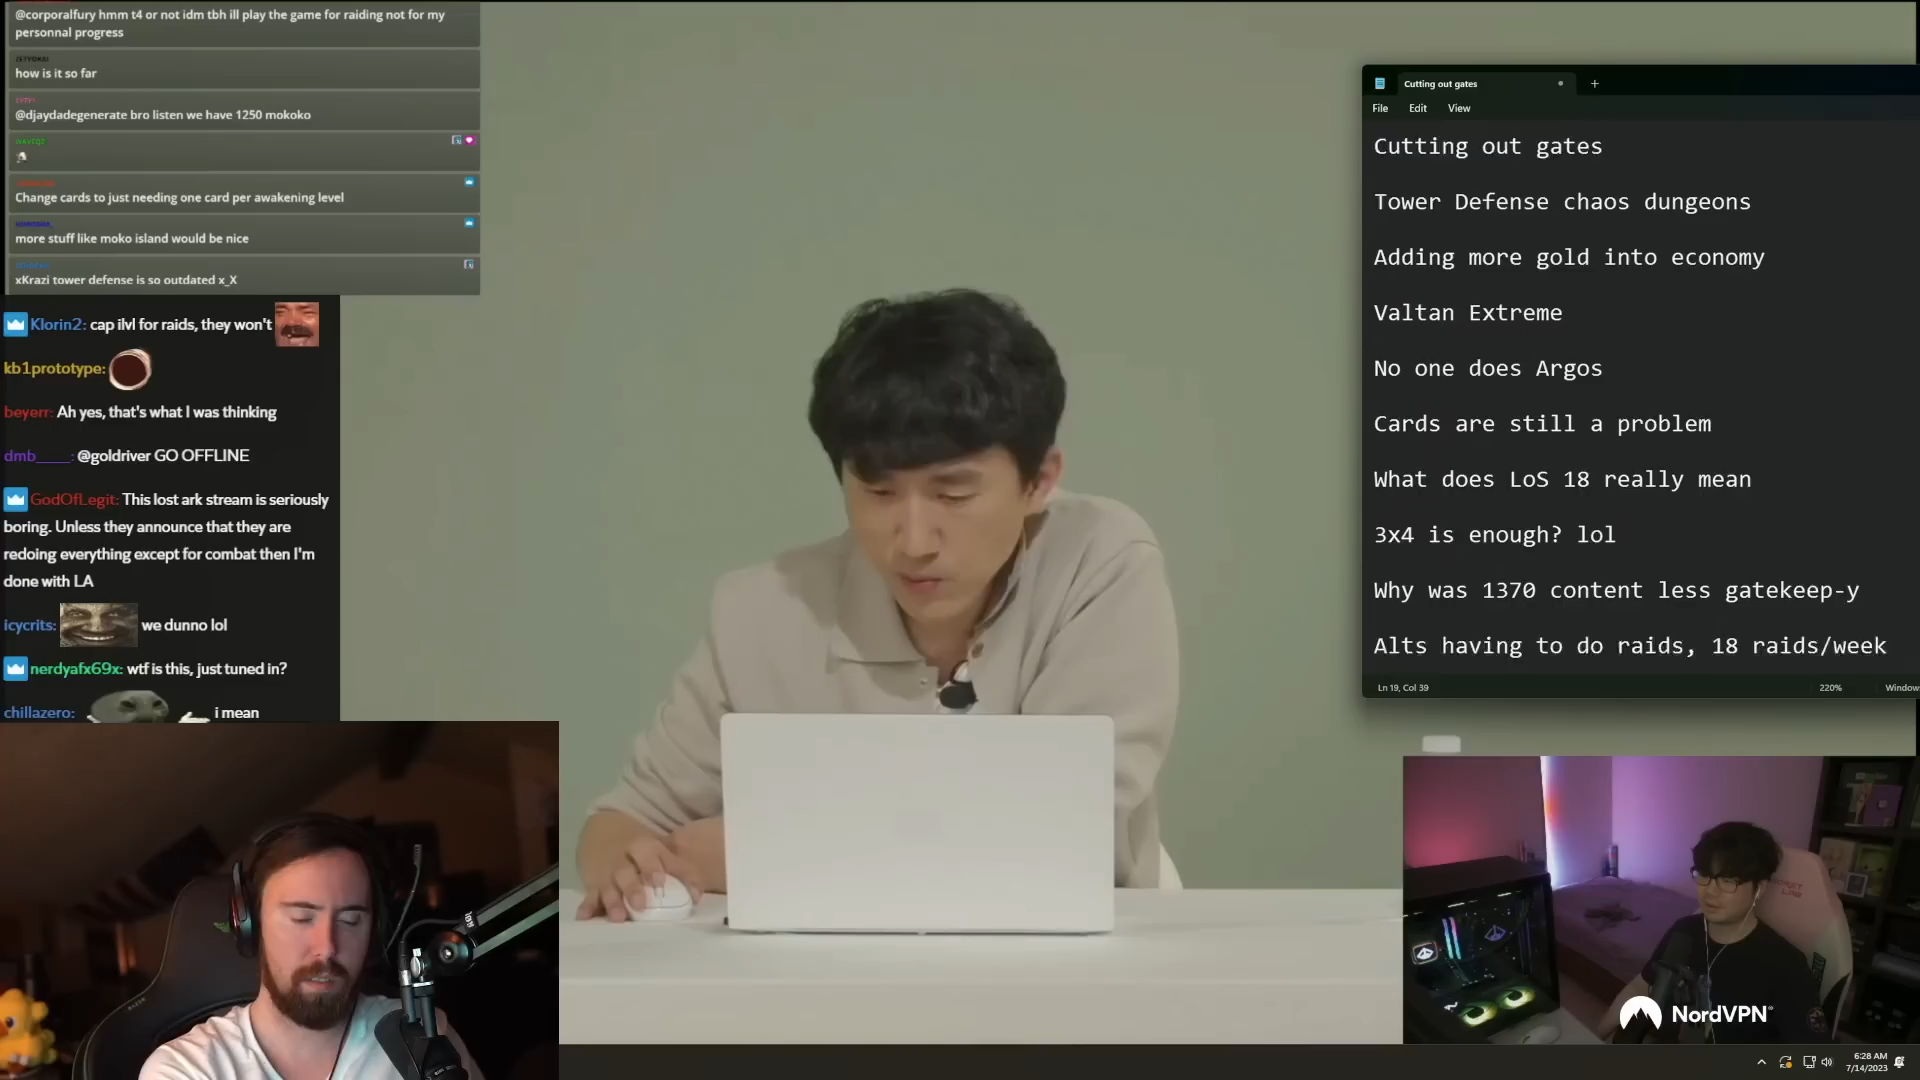 @corporalfury hmm t4 or not idm tbh ill play the game for raiding not for my
personnal progress
how is it so far
@djaydadegenerate bro listen we have 1250 mokoko
Change cards to just needing one card per awakening level
more stuff like moko island would be nice
xKrazi tower defense is so outdated x_X
Klorin2: cap ilvl for raids, they won't
kb1prototype:
beyerr: Ah yes, that's what I was thinking
dmb____: @goldriver GO OFFLINE
GodOfLegit: This lost ark stream is seriously
boring. Unless they announce that they are
redoing everything except for combat then I'm
done with LA
icycrits: we dunno lol
nerdyafx69x: wtf is this, just tuned in?
chillazero: i mean
Cutting out gates
File Edit View
Cutting out gates
Tower Defense chaos dungeons
Adding more gold into economy
Valtan Extreme
No one does Argos
Cards are still a problem
What does LoS 18 really mean
3x4 is enough? lol
Why was 1370 content less gatekeep-y
Alts having to do raids, 18 raids/week
Ln 19, Col 39
220%
Window
NordVPN
6:28 AM
7/14/2023